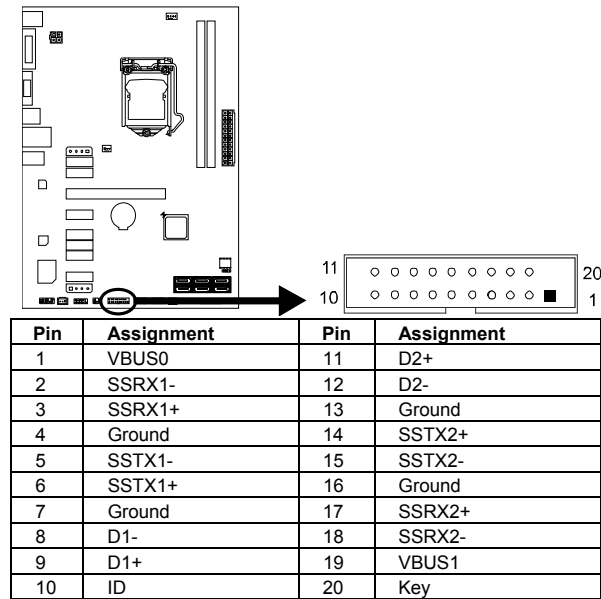 11 20
10 1
Pin Assignment Pin Assignment
1 VBUS0 11 D2+
2 SSRX1- 12 D2-
3 SSRX1+ 13 Ground
4 Ground 14 SSTX2+
5 SSTX1- 15 SSTX2-
6 SSTX1+ 16 Ground
7 Ground 17 SSRX2+
8 D1- 18 SSRX2-
9 D1+ 19 VBUS1
10 ID 20 Key